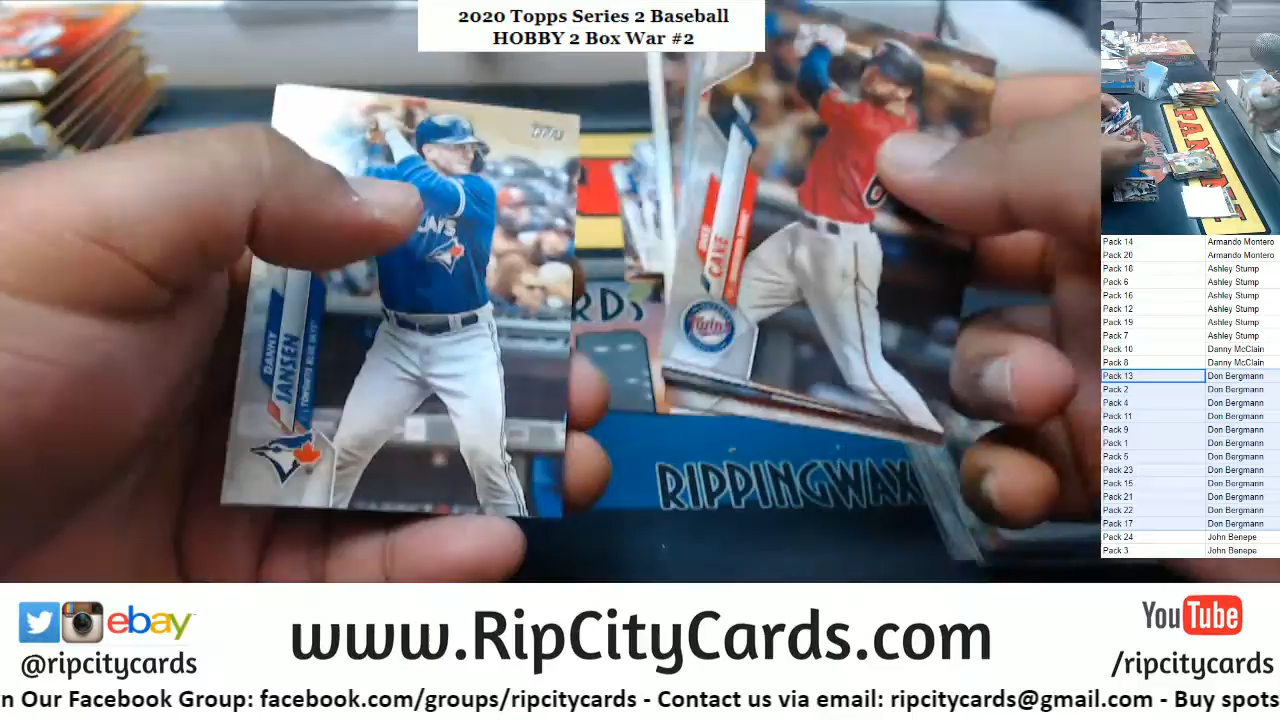 2020 Topps Series 2 Baseball
HOBBY 2 Box War #2
DANNY
JANSEN
TORONTO BLUE JAYS
JAKE
CAVE
MINNESOTA TWINS
Twins
RIPPINGWAX
PANINI
Pack 14 Armando Montero
Pack 20 Armando Montero
Pack 18 Ashley Stump
Pack 6 Ashley Stump
Pack 16 Ashley Stump
Pack 12 Ashley Stump
Pack 19 Ashley Stump
Pack 7 Ashley Stump
Pack 10 Danny McClain
Pack 8 Danny McClain
Pack 13 Don Bergmann
Pack 2 Don Bergmann
Pack 4 Don Bergmann
Pack 11 Don Bergmann
Pack 9 Don Bergmann
Pack 1 Don Bergmann
Pack 5 Don Bergmann
Pack 23 Don Bergmann
Pack 15 Don Bergmann
Pack 21 Don Bergmann
Pack 22 Don Bergmann
Pack 17 Don Bergmann
Pack 24 John Benepe
Pack 3 John Benepe
ebay
@ripcitycards
www.RipCityCards.com
YouTube
/ripcitycards
n Our Facebook Group: facebook.com/groups/ripcitycards - Contact us via email: ripcitycards@gmail.com - Buy spots